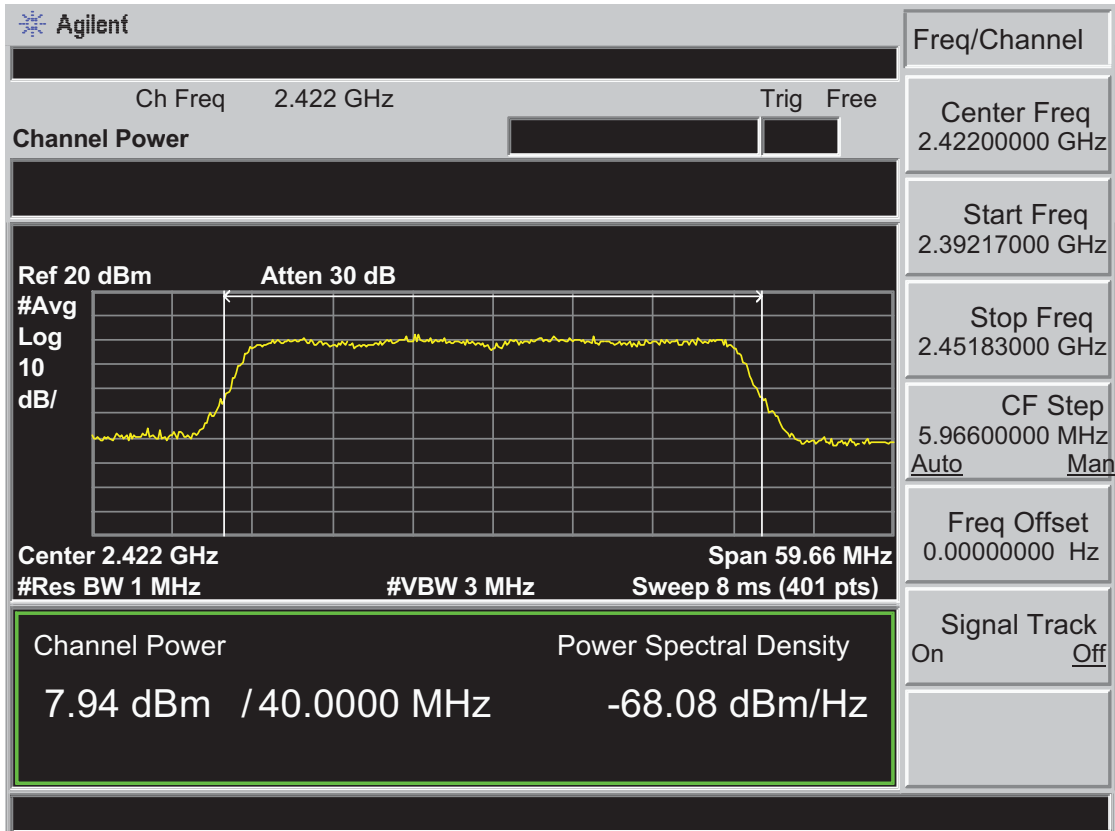 Agilent
Freq/Channel
Ch Freq 2.422 GHz Trig Free
Channel Power
Center Freq
2.42200000 GHz
Start Freq
2.39217000 GHz
Stop Freq
2.45183000 GHz
CF Step
5.96600000 MHz
Auto Man
Freq Offset
0.00000000 Hz
Signal Track
On Off
Ref 20 dBm Atten 30 dB
#Avg
Log
10
dB/
Center 2.422 GHz Span 59.66 MHz
#Res BW 1 MHz #VBW 3 MHz Sweep 8 ms (401 pts)
Channel Power Power Spectral Density
7.94 dBm / 40.0000 MHz -68.08 dBm/Hz